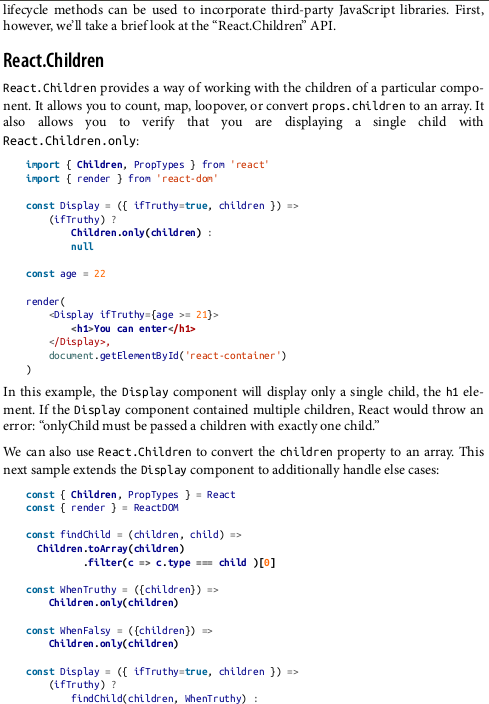 lifecycle methods can be used to incorporate third-party JavaScript libraries. First,
however, we’ll take a brief look at the “React.Children” API.
React.Children
React.Children provides a way of working with the children of a particular compo-
nent. It allows you to count, map, loopover, or convert props.children to an array. It
also allows you to verify that you are displaying a single child with
React.Children.only:
import { Children, PropTypes } from 'react'
import { render } from 'react-dom'
const Display = ({ ifTruthy=true, children }) =>
    (ifTruthy) ?
        Children.only(children) :
        null
const age = 22
render(
    <Display ifTruthy={age >= 21}>
        <h1>You can enter</h1>
    </Display>,
    document.getElementById('react-container')
)
In this example, the Display component will display only a single child, the h1 ele-
ment. If the Display component contained multiple children, React would throw an
error: “onlyChild must be passed a children with exactly one child.”
We can also use React.Children to convert the children property to an array. This
next sample extends the Display component to additionally handle else cases:
const { Children, PropTypes } = React
const { render } = ReactDOM
const findChild = (children, child) =>
  Children.toArray(children)
          .filter(c => c.type === child )[0]
const WhenTruthy = ({children}) =>
    Children.only(children)
const WhenFalsy = ({children}) =>
    Children.only(children)
const Display = ({ ifTruthy=true, children }) =>
    (ifTruthy) ?
        findChild(children, WhenTruthy) :